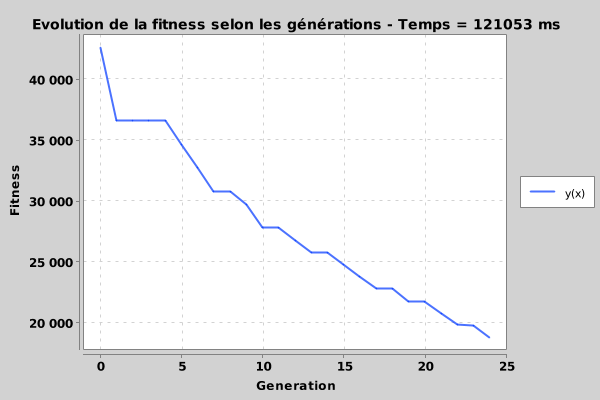 Evolution de la fitness selon les générations - Temps = 121053 ms
Fitness
40 000
35 000
30 000
25 000
20 000
0 5 10 15 20 25
Generation
y(x)